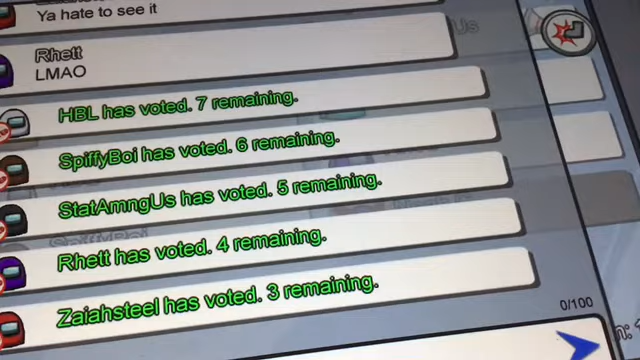 Ya hate to see it
Rhett
LMAO
HBL has voted. 7 remaining.
SpiffyBoi has voted. 6 remaining.
StatAmngUs has voted. 5 remaining.
Rhett has voted. 4 remaining.
Zaiahsteel has voted. 3 remaining.
0/100